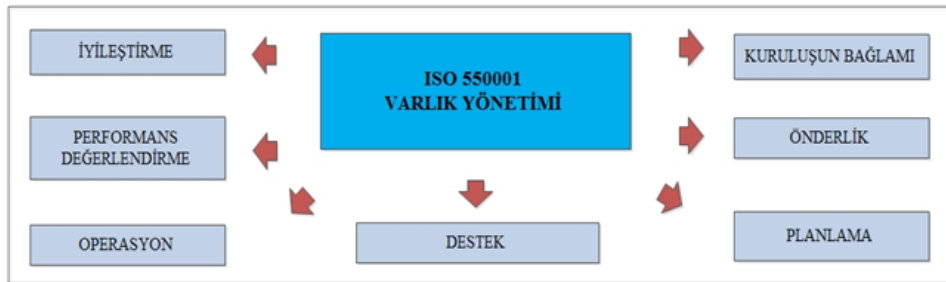 İYİLEŞTİRME
ISO 550001
VARLIK YÖNETİMİ
KURULUŞUN BAĞLAMI
PERFORMANS
DEĞERLENDİRME
ÖNDERLİK
OPERASYON
DESTEK
PLANLAMA